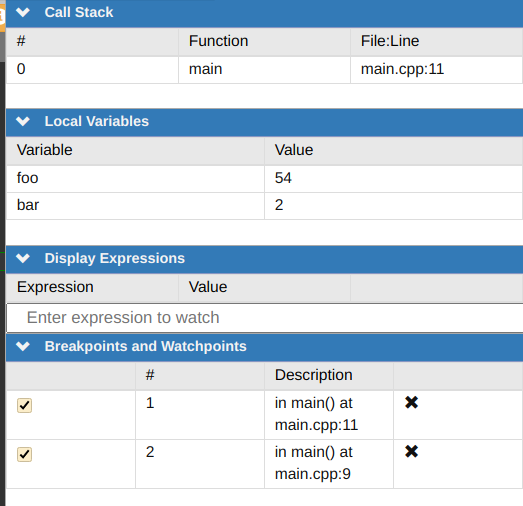 Call Stack
# Function File:Line
0 main main.cpp:11
Local Variables
Variable Value
foo 54
bar 2
Display Expressions
Expression Value
Enter expression to watch
Breakpoints and Watchpoints
# Description
1 in main() at
main.cpp:11
2 in main() at
main.cpp:9